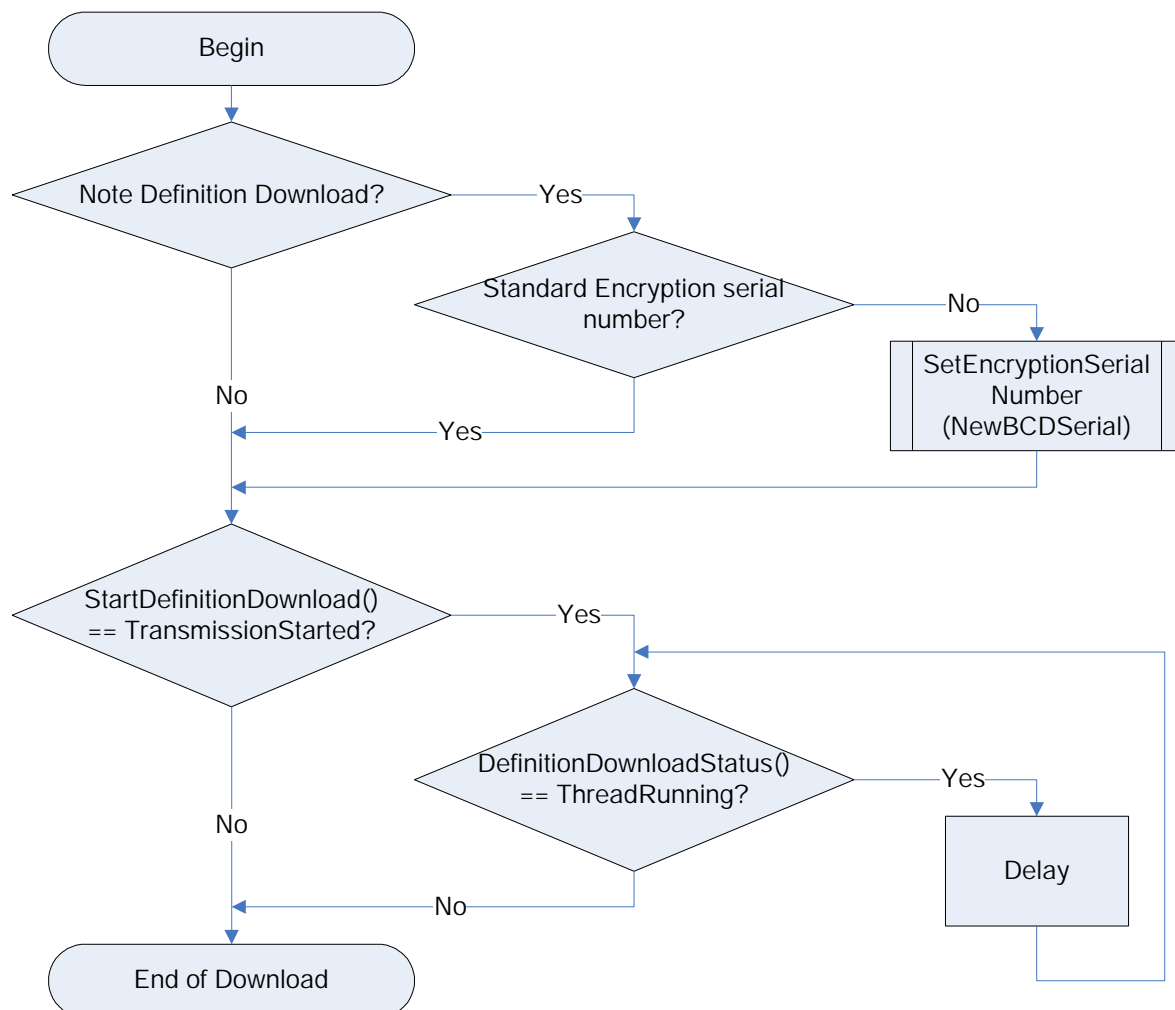 Begin
Note Definition Download?
Yes
Standard Encryption serial
number?
No
SetEncryptionSerial
Number
(NewBCDSerial)
No
Yes
StartDefinitionDownload()
== TransmissionStarted?
Yes
DefinitionDownloadStatus()
== ThreadRunning?
Yes
No
Delay
No
End of Download